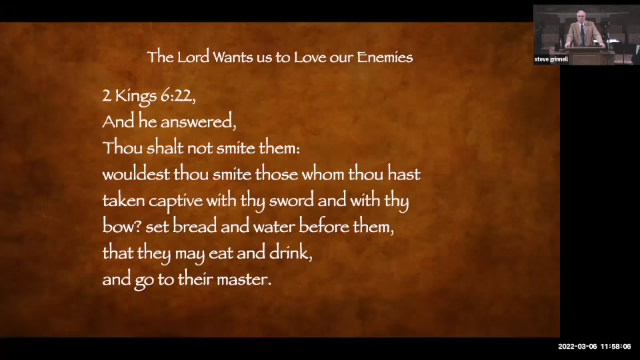 The Lord Wants us to Love our Enemies
steve grinnell
2 Kings 6:22,
And he answered,
Thou shalt not smite them:
wouldest thou smite those whom thou hast
taken captive with thy sword and with thy
bow? set bread and water before them,
that they may eat and drink,
and go to their master.
2022-03-06 11:58:06